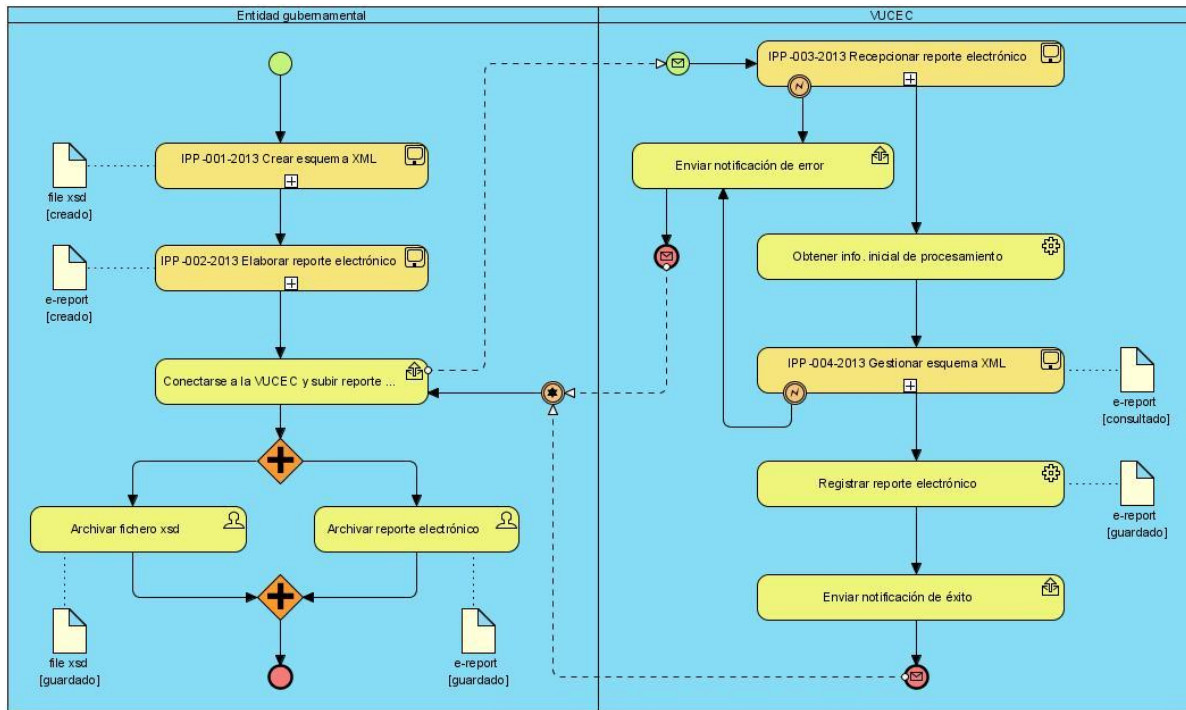 Entidad gubernamental
VUCEC
IPP-001-2013 Crear esquema XML
file xsd
[creado]
IPP-002-2013 Elaborar reporte electrónico
e-report
[creado]
Conectarse a la VUCEC y subir reporte ...
Archivar fichero xsd
Archivar reporte electrónico
file xsd
[guardado]
e-report
[guardado]
IPP-003-2013 Recepcionar reporte electrónico
Enviar notificación de error
Obtener info. inicial de procesamiento
IPP-004-2013 Gestionar esquema XML
e-report
[consultado]
Registrar reporte electrónico
e-report
[guardado]
Enviar notificación de éxito